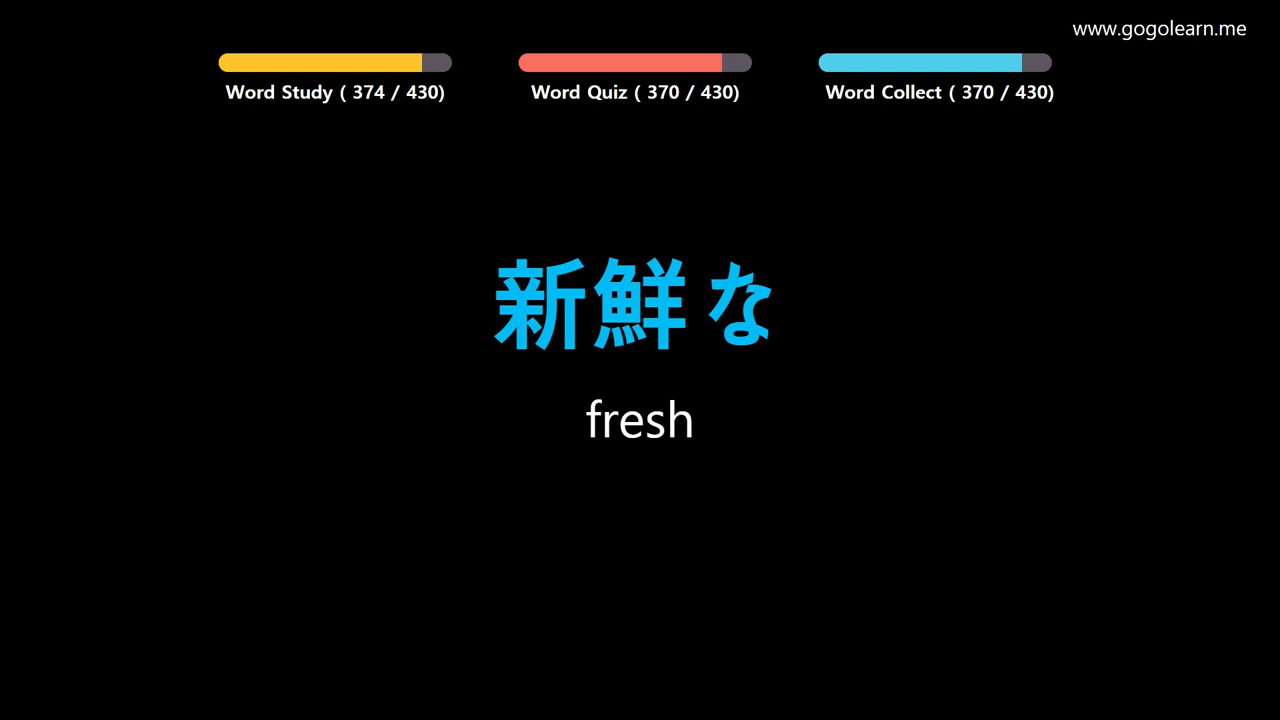 www.gogolearn.me
Word Study ( 374 / 430)
Word Quiz ( 370 / 430)
Word Collect ( 370 / 430)
新鮮な
fresh